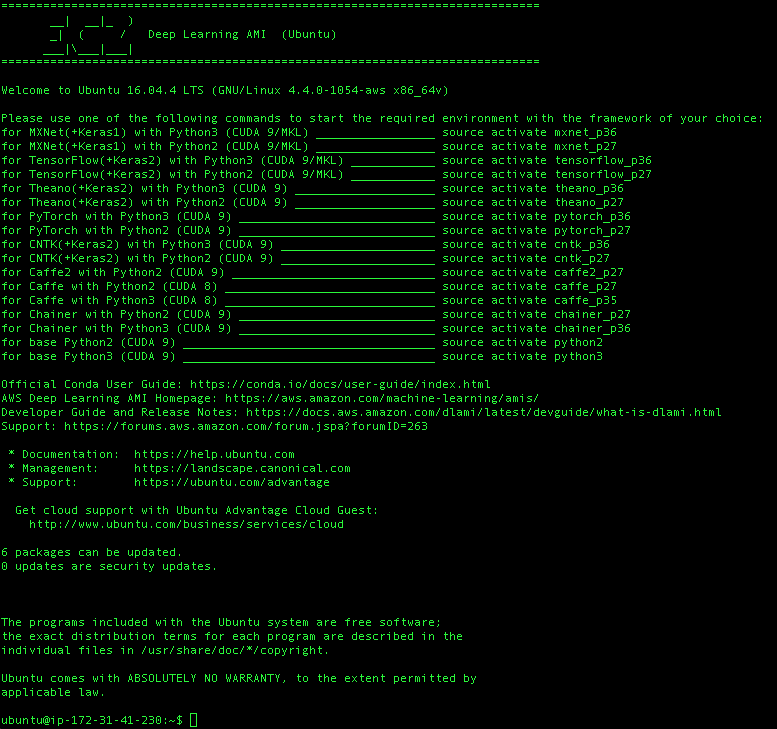 =============================================================================
       __|  __|_  )
       _|  (     /   Deep Learning AMI  (Ubuntu)
      ___|\___|___|
=============================================================================
Welcome to Ubuntu 16.04.4 LTS (GNU/Linux 4.4.0-1054-aws x86_64v)
Please use one of the following commands to start the required environment with the framework of your choice:
for MXNet(+Keras1) with Python3 (CUDA 9/MKL) _________________ source activate mxnet_p36
for MXNet(+Keras1) with Python2 (CUDA 9/MKL) _________________ source activate mxnet_p27
for TensorFlow(+Keras2) with Python3 (CUDA 9/MKL) ____________ source activate tensorflow_p36
for TensorFlow(+Keras2) with Python2 (CUDA 9/MKL) ____________ source activate tensorflow_p27
for Theano(+Keras2) with Python3 (CUDA 9) ____________________ source activate theano_p36
for Theano(+Keras2) with Python2 (CUDA 9) ____________________ source activate theano_p27
for PyTorch with Python3 (CUDA 9) ____________________________ source activate pytorch_p36
for PyTorch with Python2 (CUDA 9) ____________________________ source activate pytorch_p27
for CNTK(+Keras2) with Python3 (CUDA 9) ______________________ source activate cntk_p36
for CNTK(+Keras2) with Python2 (CUDA 9) ______________________ source activate cntk_p27
for Caffe2 with Python2 (CUDA 9) _____________________________ source activate caffe2_p27
for Caffe with Python2 (CUDA 8) ______________________________ source activate caffe_p27
for Caffe with Python3 (CUDA 8) ______________________________ source activate caffe_p35
for Chainer with Python2 (CUDA 9) ____________________________ source activate chainer_p27
for Chainer with Python3 (CUDA 9) ____________________________ source activate chainer_p36
for base Python2 (CUDA 9) ____________________________________ source activate python2
for base Python3 (CUDA 9) ____________________________________ source activate python3
Official Conda User Guide: https://conda.io/docs/user-guide/index.html
AWS Deep Learning AMI Homepage: https://aws.amazon.com/machine-learning/amis/
Developer Guide and Release Notes: https://docs.aws.amazon.com/dlami/latest/devguide/what-is-dlami.html
Support: https://forums.aws.amazon.com/forum.jspa?forumID=263
 * Documentation:  https://help.ubuntu.com
 * Management:     https://landscape.canonical.com
 * Support:        https://ubuntu.com/advantage
  Get cloud support with Ubuntu Advantage Cloud Guest:
    http://www.ubuntu.com/business/services/cloud
6 packages can be updated.
0 updates are security updates.
The programs included with the Ubuntu system are free software;
the exact distribution terms for each program are described in the
individual files in /usr/share/doc/*/copyright.
Ubuntu comes with ABSOLUTELY NO WARRANTY, to the extent permitted by
applicable law.
ubuntu@ip-172-31-41-230:~$